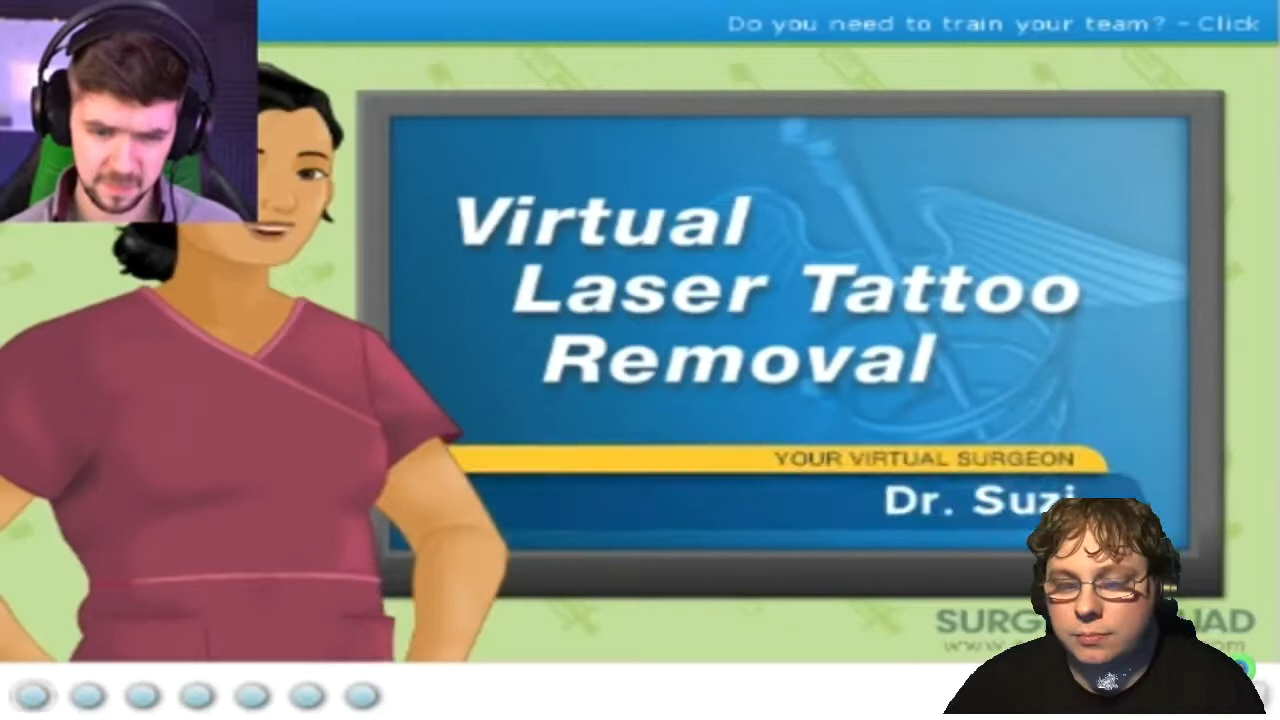 Do you need to train your team? - Click
Virtual
Laser Tattoo
Removal
YOUR VIRTUAL SURGEON
Dr. Suzi